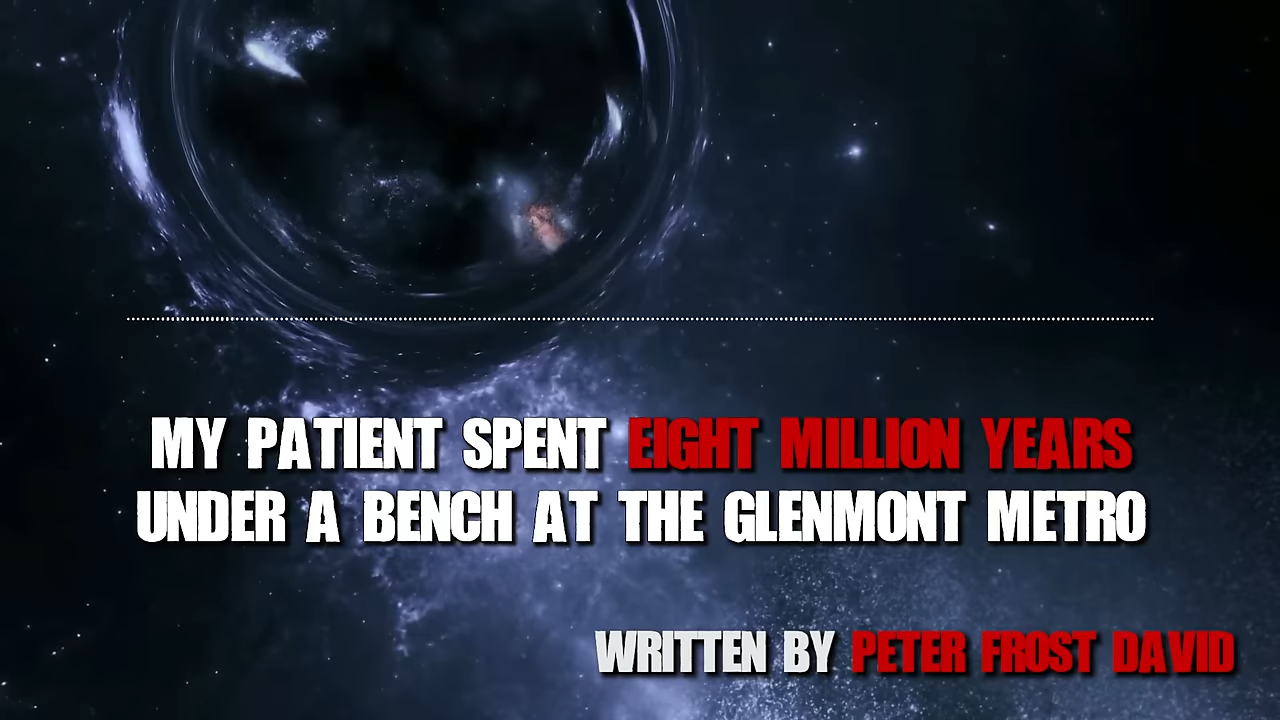 MY PATIENT SPENT EIGHT MILLION YEARS
UNDER A BENCH AT THE GLENMONT METRO
WRITTEN BY PETER FROST DAVID